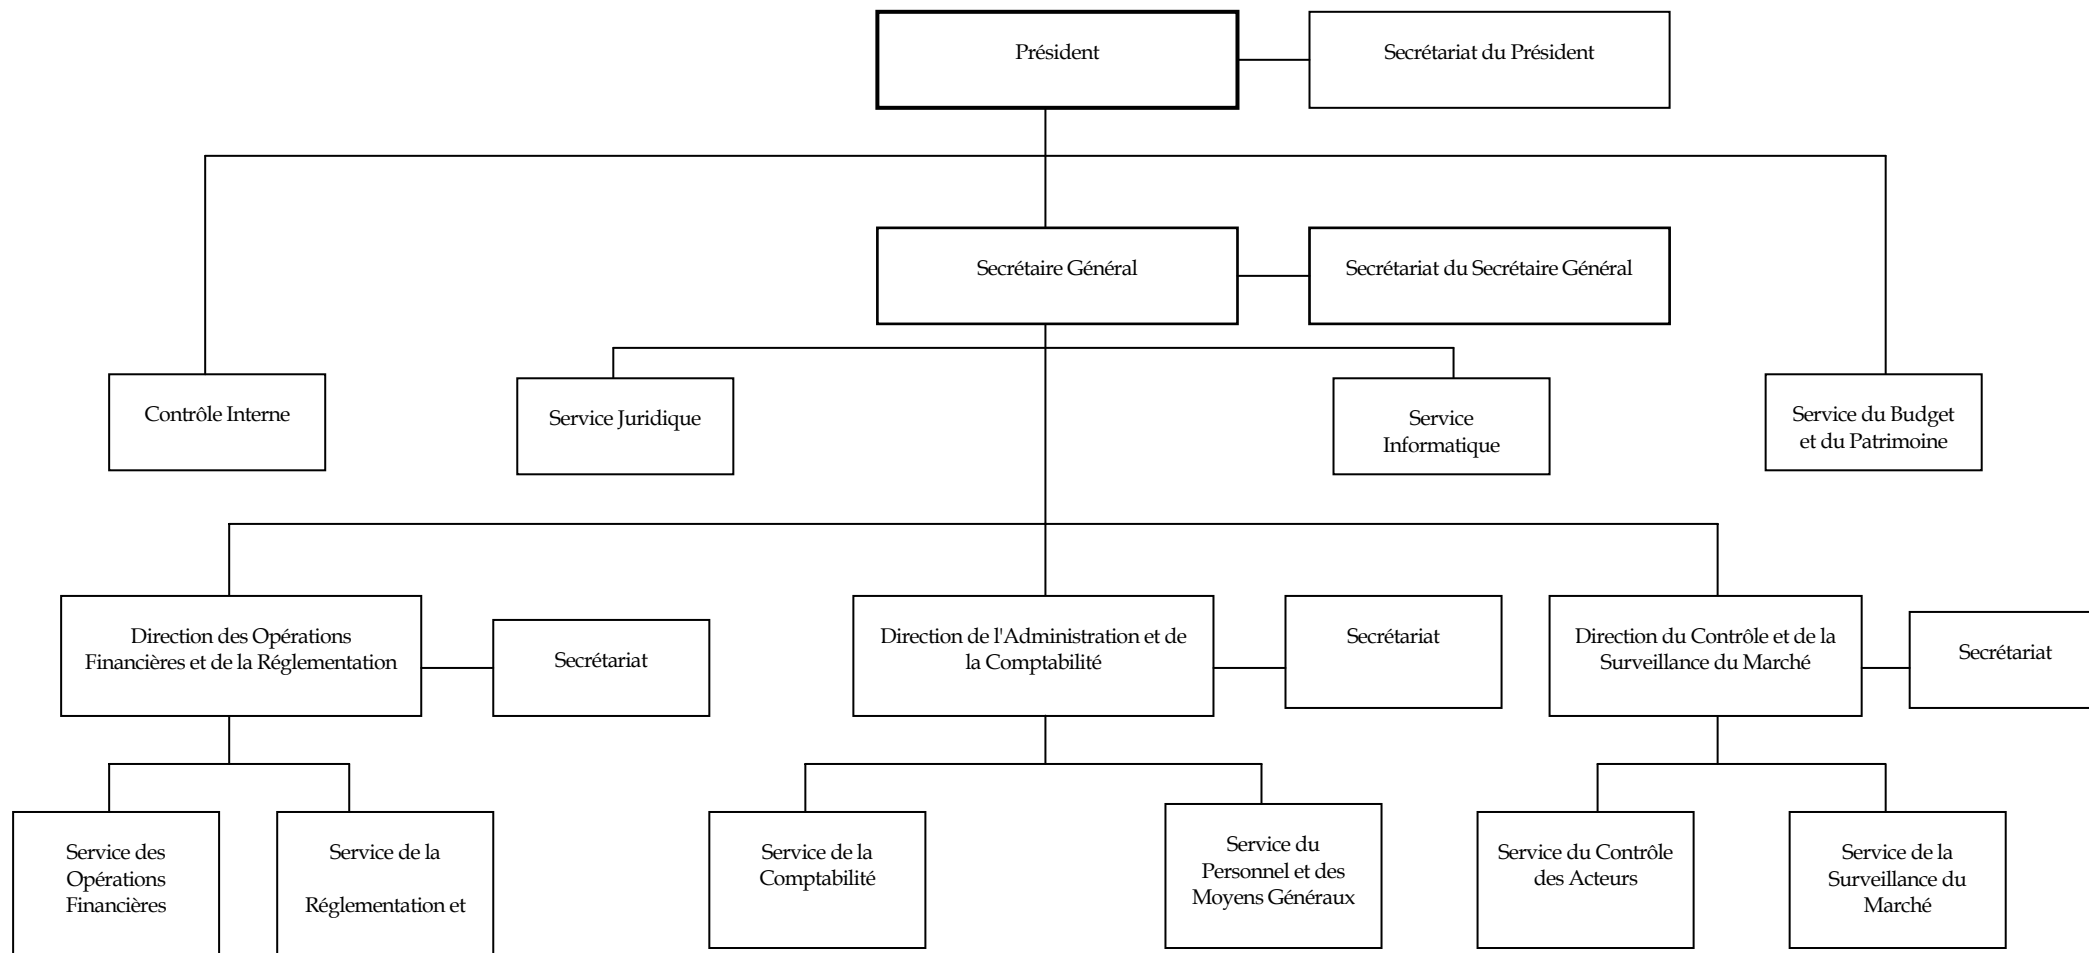 Président
Secrétariat du Président
Secrétaire Général
Secrétariat du Secrétaire Général
Contrôle Interne
Service Juridique
Service
Informatique
Service du Budget
et du Patrimoine
Direction des Opérations
Financières et de la Réglementation
Secrétariat
Direction de l'Administration et de
la Comptabilité
Secrétariat
Direction du Contrôle et de la
Surveillance du Marché
Secrétariat
Service des
Opérations
Financières
Service de la
Réglementation et
Service de la
Comptabilité
Service du
Personnel et des
Moyens Généraux
Service du Contrôle
des Acteurs
Service de la
Surveillance du
Marché